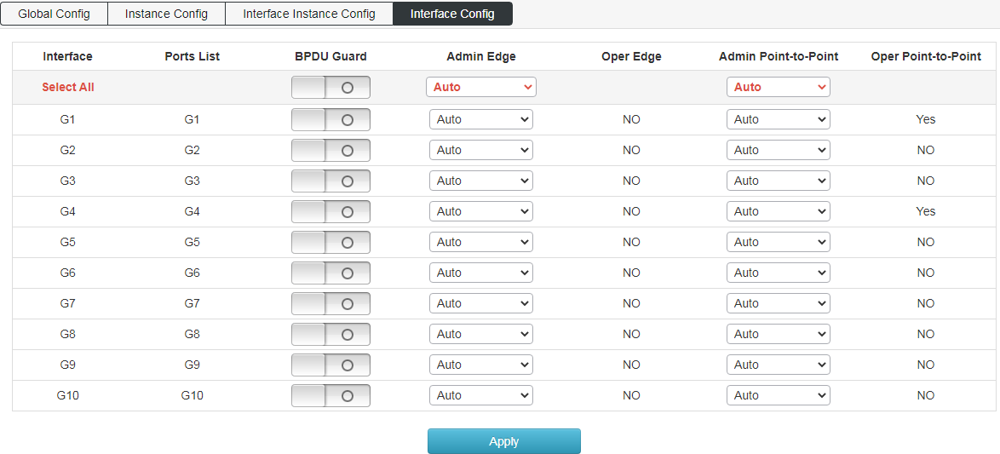 Global Config Instance Config Interface Instance Config Interface Config
Interface Ports List BPDU Guard Admin Edge Oper Edge Admin Point-to-Point Oper Point-to-Point
Select All Auto Auto
G1 G1 Auto NO Auto Yes
G2 G2 Auto NO Auto NO
G3 G3 Auto NO Auto NO
G4 G4 Auto NO Auto Yes
G5 G5 Auto NO Auto NO
G6 G6 Auto NO Auto NO
G7 G7 Auto NO Auto NO
G8 G8 Auto NO Auto NO
G9 G9 Auto NO Auto NO
G10 G10 Auto NO Auto NO
Apply